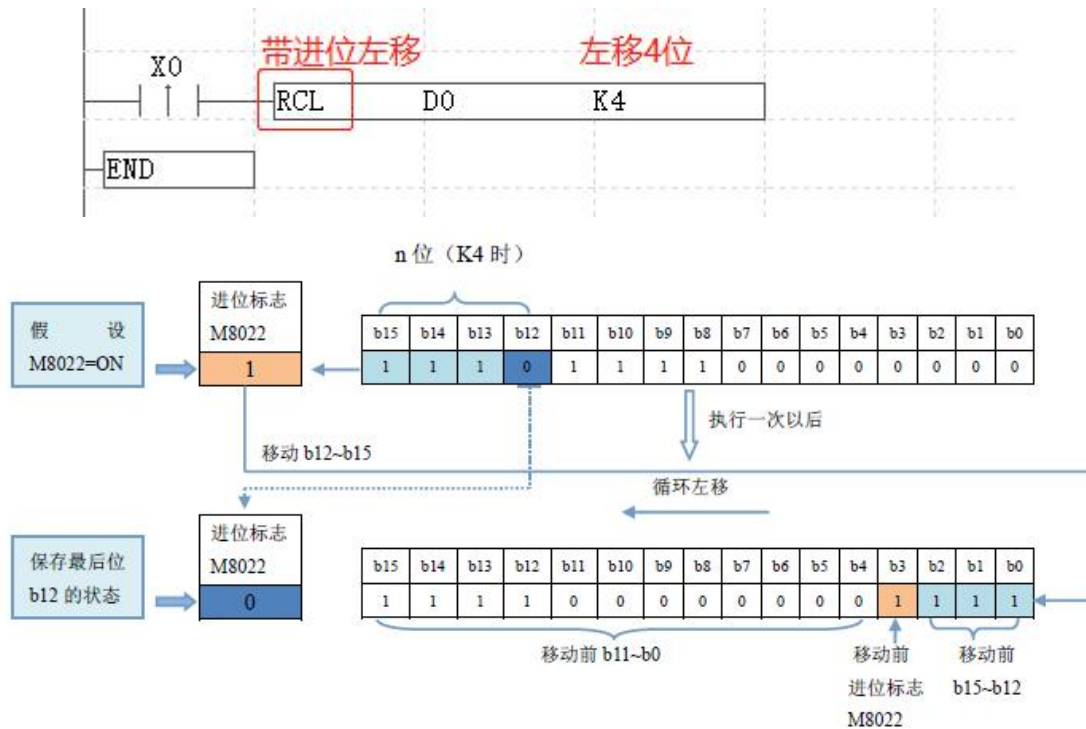 带进位左移 左移4位
X0
RCL D0 K4
END
n 位（K4 时）
进位标志
M8022
假 设
M8022=ON
1
b15 b14 b13 b12 b11 b10 b9 b8 b7 b6 b5 b4 b3 b2 b1 b0
1 1 1 0 1 1 1 1 0 0 0 0 0 0 0 0
执行一次以后
移动 b12~b15
循环左移
进位标志
M8022
保存最后位
b12 的状态
0
b15 b14 b13 b12 b11 b10 b9 b8 b7 b6 b5 b4 b3 b2 b1 b0
1 1 1 1 0 0 0 0 0 0 0 0 1 1 1 1
移动前 b11~b0
移动前
进位标志
M8022
移动前
b15~b12